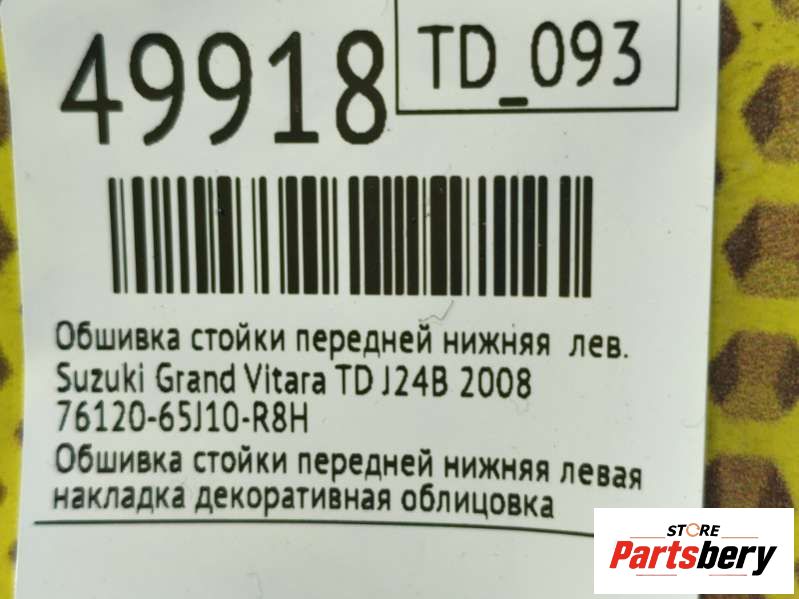 49918
TD_093
Обшивка стойки передней нижняя лев.
Suzuki Grand Vitara TD J24B 2008
76120-65J10-R8H
Обшивка стойки передней нижняя левая
накладка декоративная облицовка
STORE
Partsbery